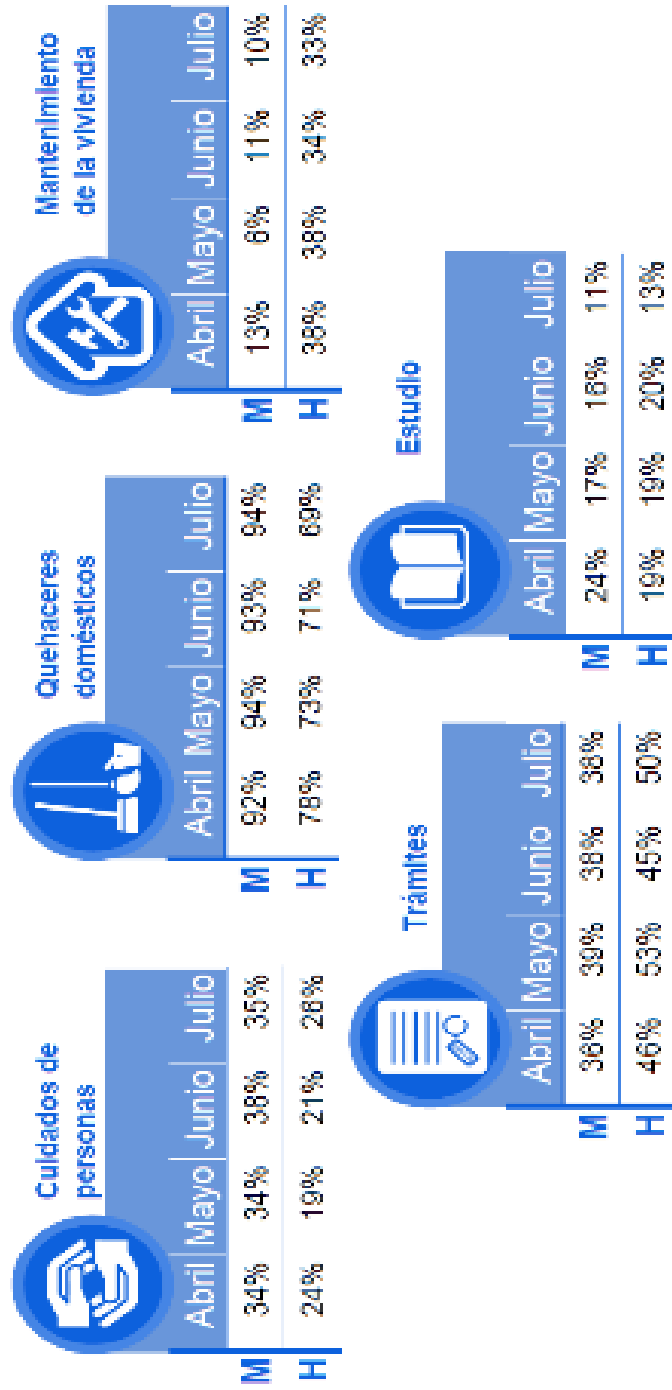 Cuidados de
personas
Abril Mayo Junio Julio
M 34% 34% 38% 35%
H 24% 19% 21% 28%
Quehaceres
domésticos
Abril Mayo Junio Julio
M 92% 94% 93% 94%
H 78% 73% 71% 69%
Mantenimiento
de la vivienda
Abril Mayo Junio Julio
M 13% 11% 10%
H 38% 38% 34% 33%
Trámites
Abril Mayo Junio Julio
M 36% 39% 38% 38%
H 46% 53% 45% 50%
Estudio
Abril Mayo Junio Julio
M 24% 17% 16% 11%
H 19% 19% 20% 13%